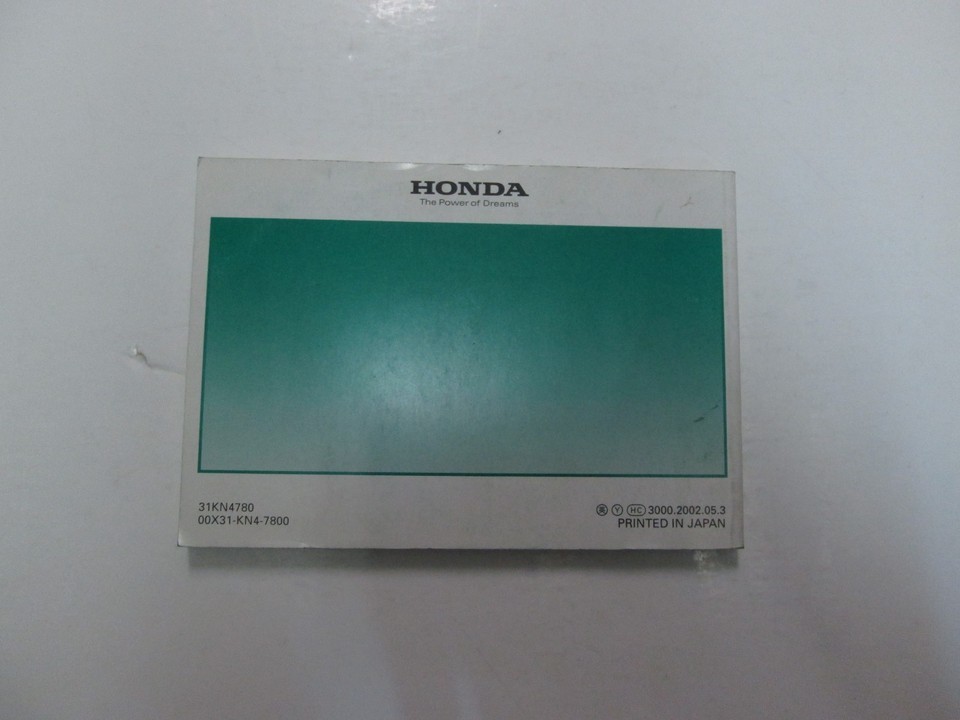 HONDA
The Power of Dreams
31KN4780
00X31-KN4-7800
Ⓨ HC 3000.2002.05.3
PRINTED IN JAPAN